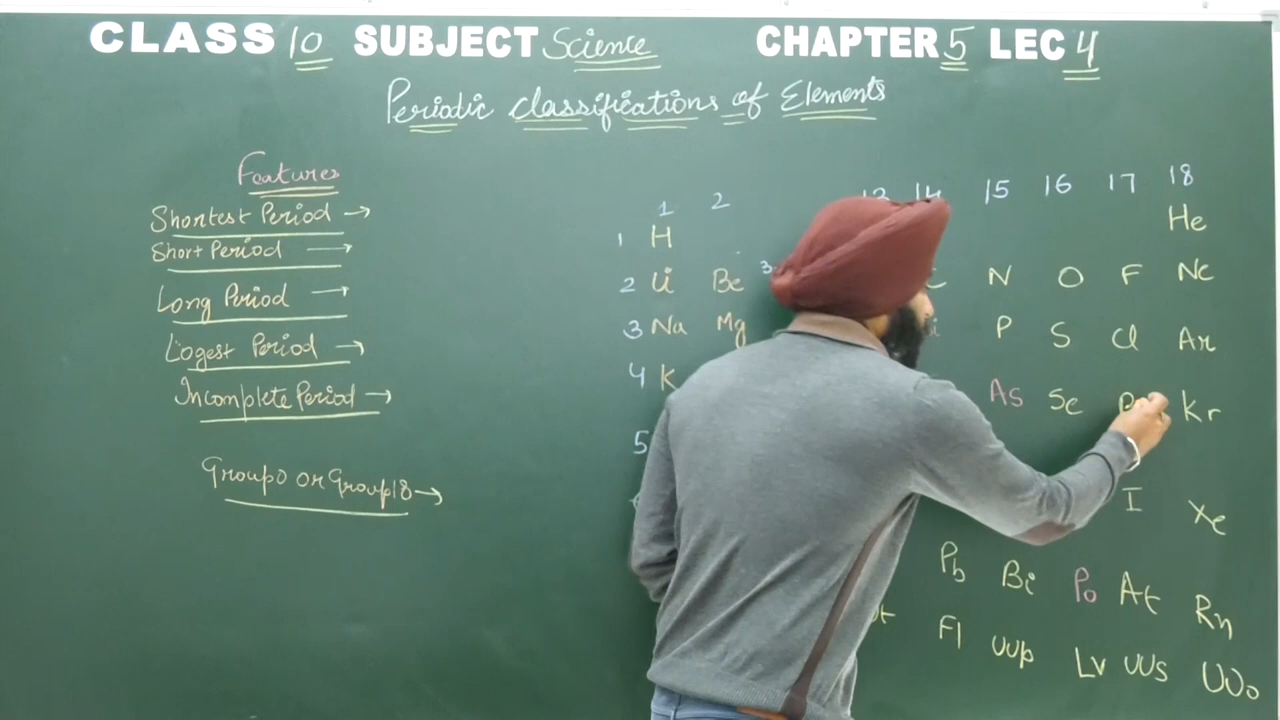 CLASS 10 SUBJECT Science CHAPTER 5 LEC 4
Periodic classifications of Elements
Features
Shortest Period →
Short Period →
Long Period →
Logest Period →
Incomplete Period →
Group 0 or Group 18 →
1 2 13 14 15 16 17 18
1 H He
2 Li Be 3 N O F Ne
3 Na Mg P S Cl Ar
4 K As Se Kr
5 I Xe
Pb Bi Po At Rn
Fl UUp Lv UUs UUo